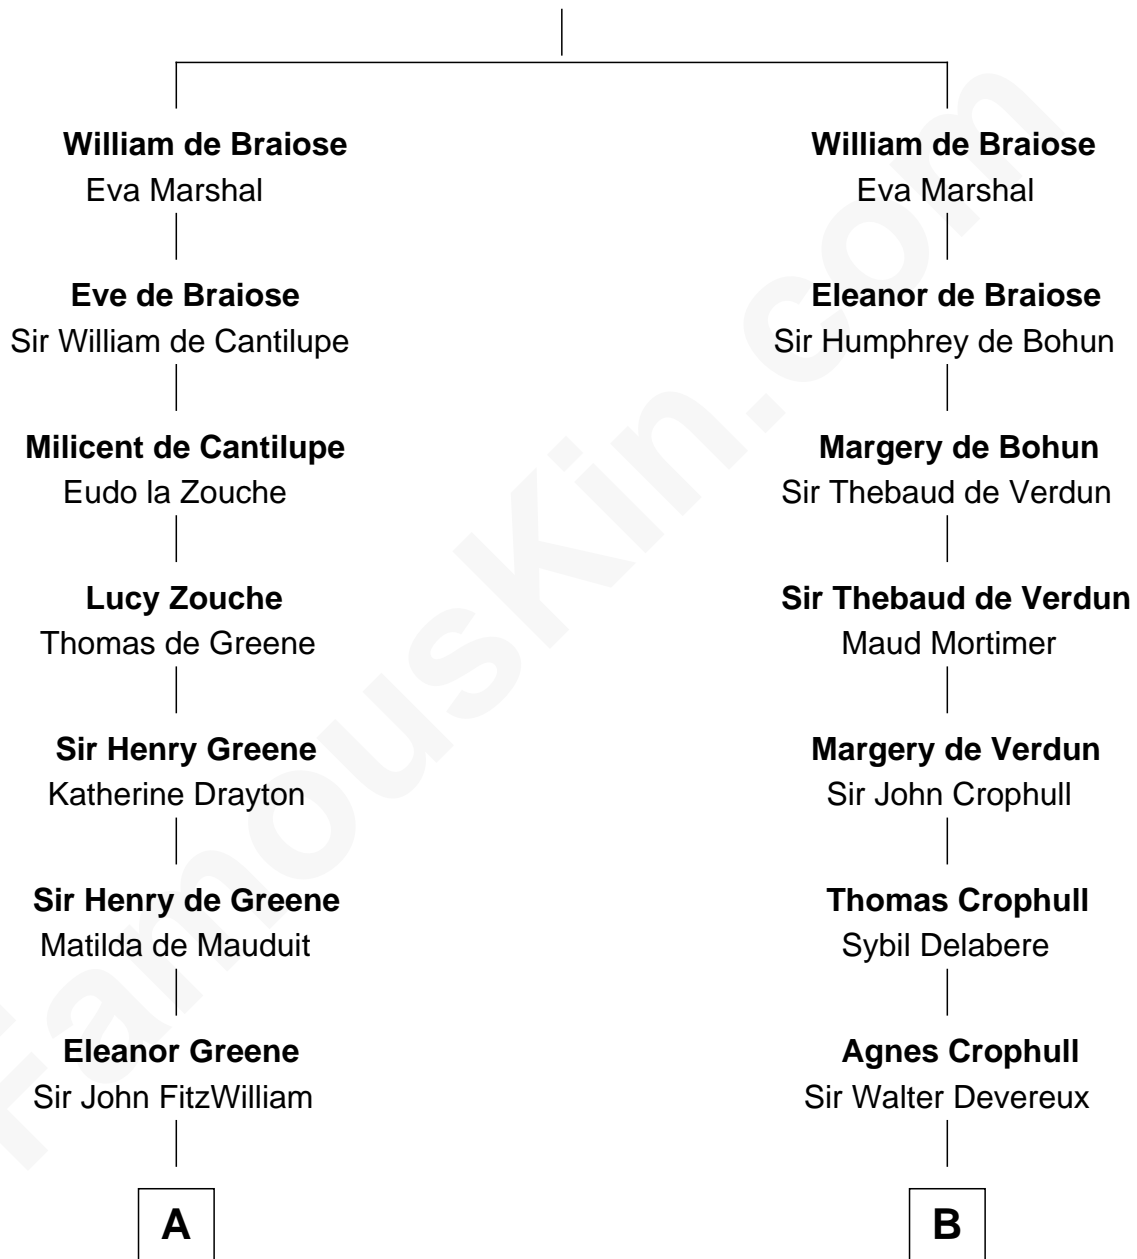 William de Braiose
Eva Marshal
Eve de Braiose
Sir William de Cantilupe
Milicent de Cantilupe
Eudo la Zouche
Lucy Zouche
Thomas de Greene
Sir Henry Greene
Katherine Drayton
Sir Henry de Greene
Matilda de Mauduit
Eleanor Greene
Sir John FitzWilliam
A
William de Braiose
Eva Marshal
Eleanor de Braiose
Sir Humphrey de Bohun
Margery de Bohun
Sir Thebaud de Verdun
Sir Thebaud de Verdun
Maud Mortimer
Margery de Verdun
Sir John Crophull
Thomas Crophull
Sybil Delabere
Agnes Crophull
Sir Walter Devereux
B
FamousKin.com